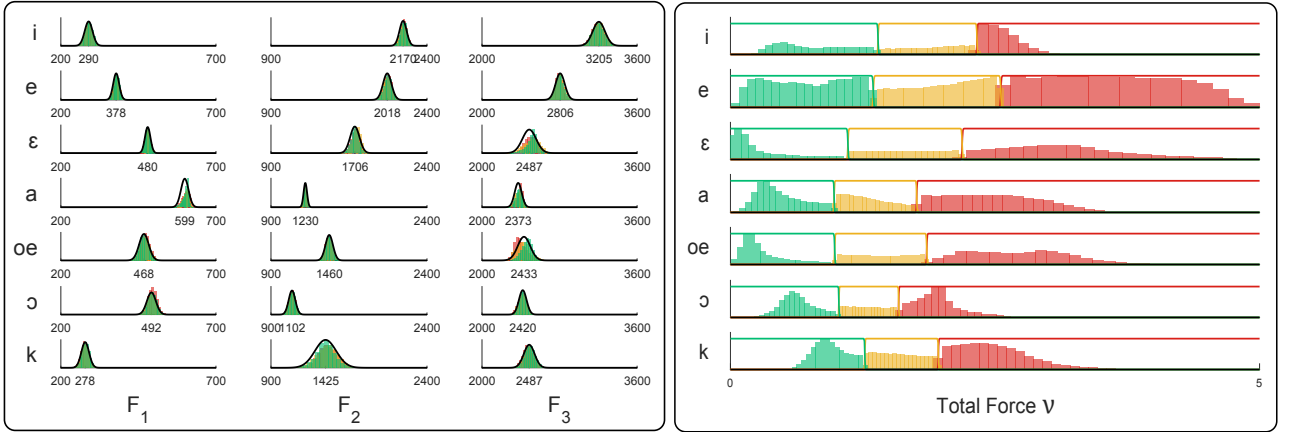 i
200 290 700
900 2170 2400
2000 3205 3600
e
200 378 700
900 2018 2400
2000 2806 3600
ε
200 480 700
900 1706 2400
2000 2487 3600
a
200 599 700
900 1230 2400
2000 2373 3600
oe
200 468 700
900 1460 2400
2000 2433 3600
ɔ
200 492 700
900 1102 2400
2000 2420 3600
k
200 278 700
900 1425 2400
2000 2487 3600
F1 F2 F3
i
e
ε
a
oe
ɔ
k
0 5
Total Force ν